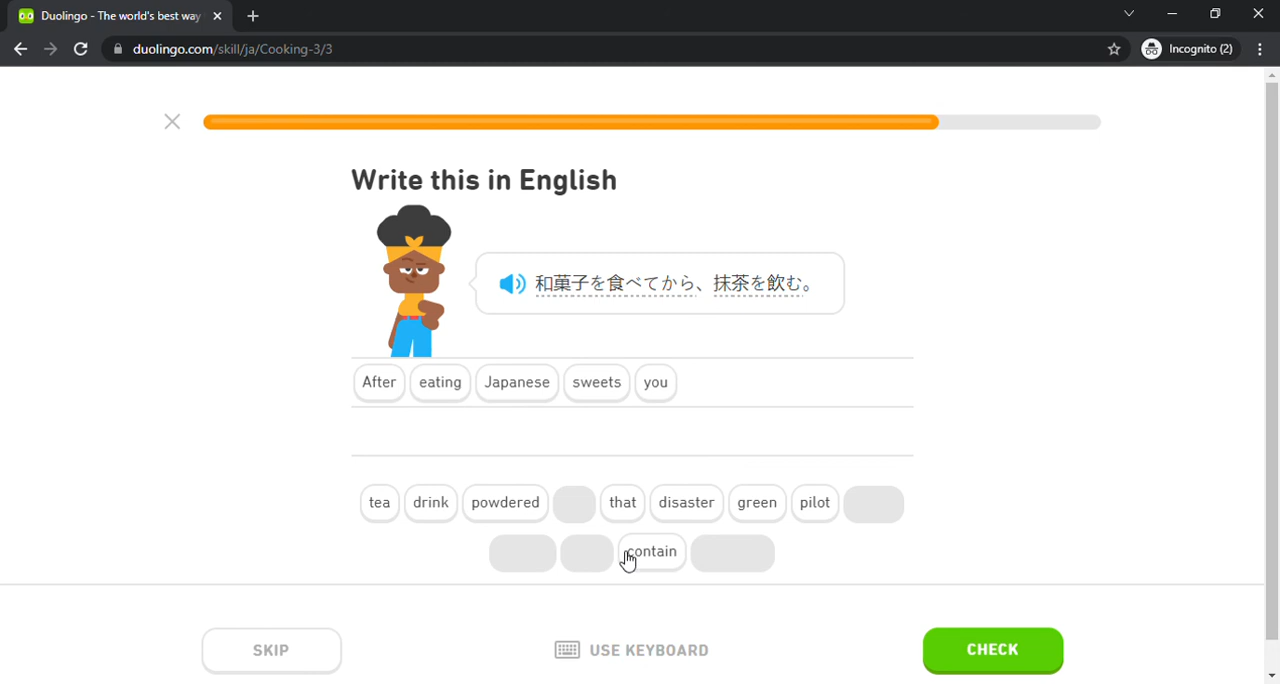 Duolingo - The world's best way
duolingo.com/skill/ja/Cooking-3/3
Incognito (2)
Write this in English
和菓子を食べてから、抹茶を飲む。
After eating Japanese sweets you
tea drink powdered that disaster green pilot
contain
SKIP USE KEYBOARD CHECK